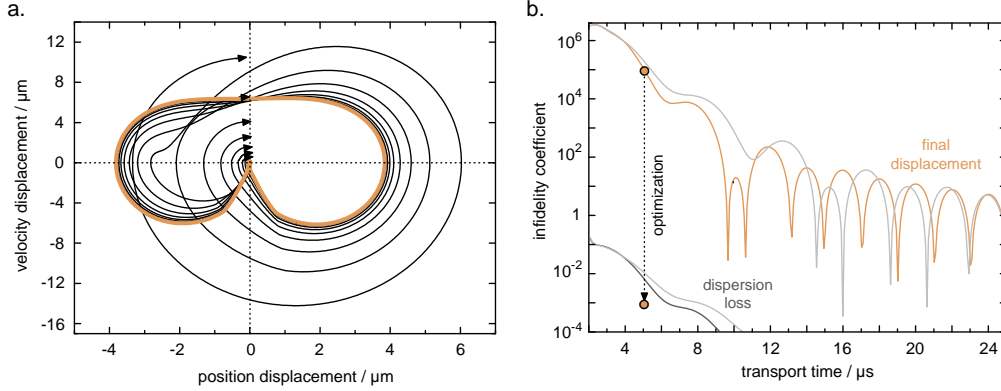 a.
velocity displacement / µm
12
8
4
0
-4
-8
-12
-16
-4
-2
0
2
4
6
position displacement / µm
b.
infidelity coefficient
10^6
10^4
10^2
1
10^-2
10^-4
optimization
final
displacement
dispersion
loss
4
8
12
16
20
24
transport time / µs